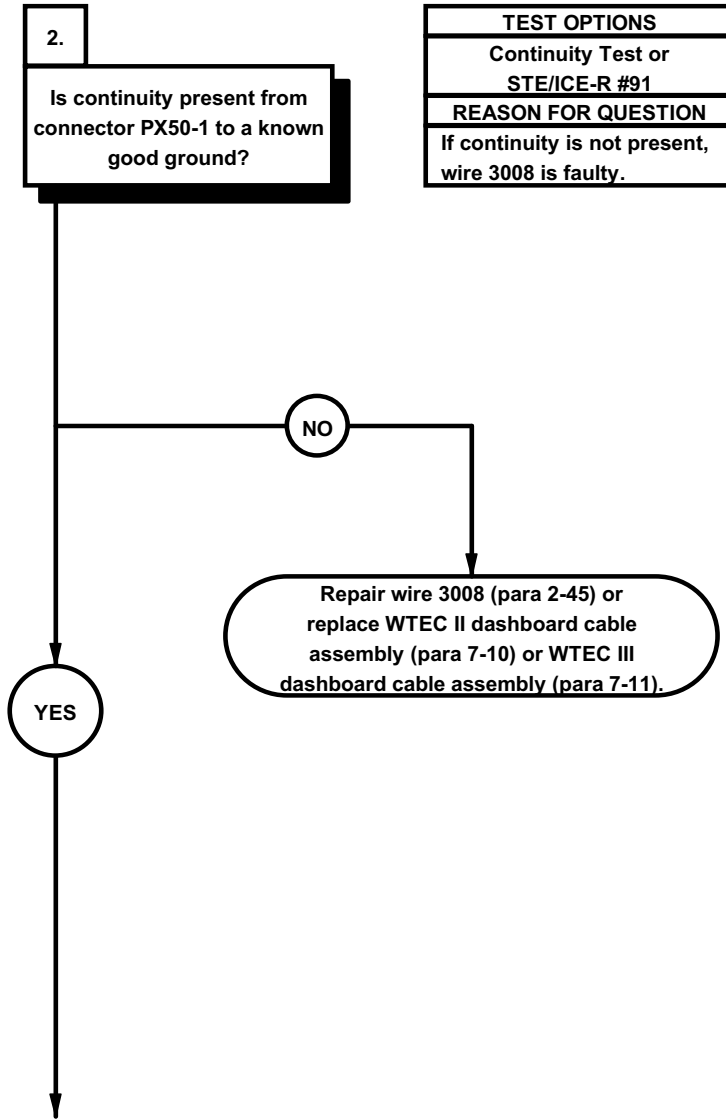 2.
Is continuity present from
connector PX50-1 to a known
good ground?
TEST OPTIONS
Continuity Test or
STE/ICE-R #91
REASON FOR QUESTION
If continuity is not present,
wire 3008 is faulty.
NO
Repair wire 3008 (para 2-45) or
replace WTEC II dashboard cable
assembly (para 7-10) or WTEC III
dashboard cable assembly (para 7-11).
YES